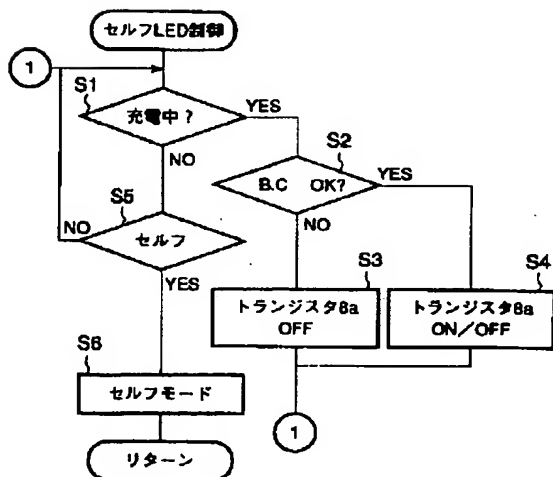 セルフLED制御
1
S1
充電中？
YES
NO
S2
B.C OK?
YES
NO
S5
NO
セルフ
YES
S3
トランジスタ8a
OFF
S4
トランジスタ8a
ON／OFF
S6
セルフモード
1
リターン